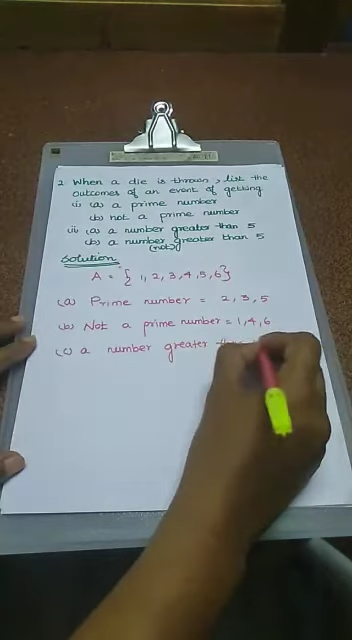 2. When a die is thrown, list the
outcomes of an event of getting
(i) (a) a prime number
(b) not a prime number
(ii) (a) a number greater than 5
(b) a number greater than 5
(not)
Solution
A = { 1, 2, 3, 4, 5, 6 }
(a) Prime number = 2, 3, 5
(b) Not a prime number = 1, 4, 6
(c) a number greater